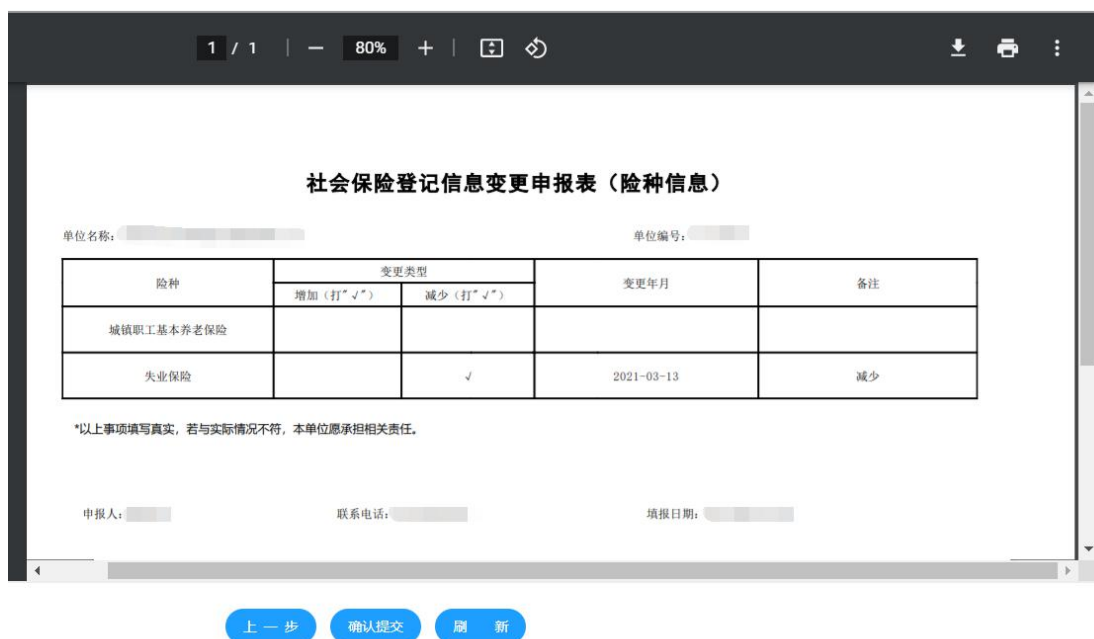 1 / 1 80%
社会保险登记信息变更申报表（险种信息）
单位名称： 单位编号：
险种 变更类型 变更年月 备注
增加（打"√"） 减少（打"√"）
城镇职工基本养老保险
失业保险 √ 2021-03-13 减少
*以上事项填写真实，若与实际情况不符，本单位愿承担相关责任。
申报人： 联系电话： 填报日期：
上一步 确认提交 刷 新